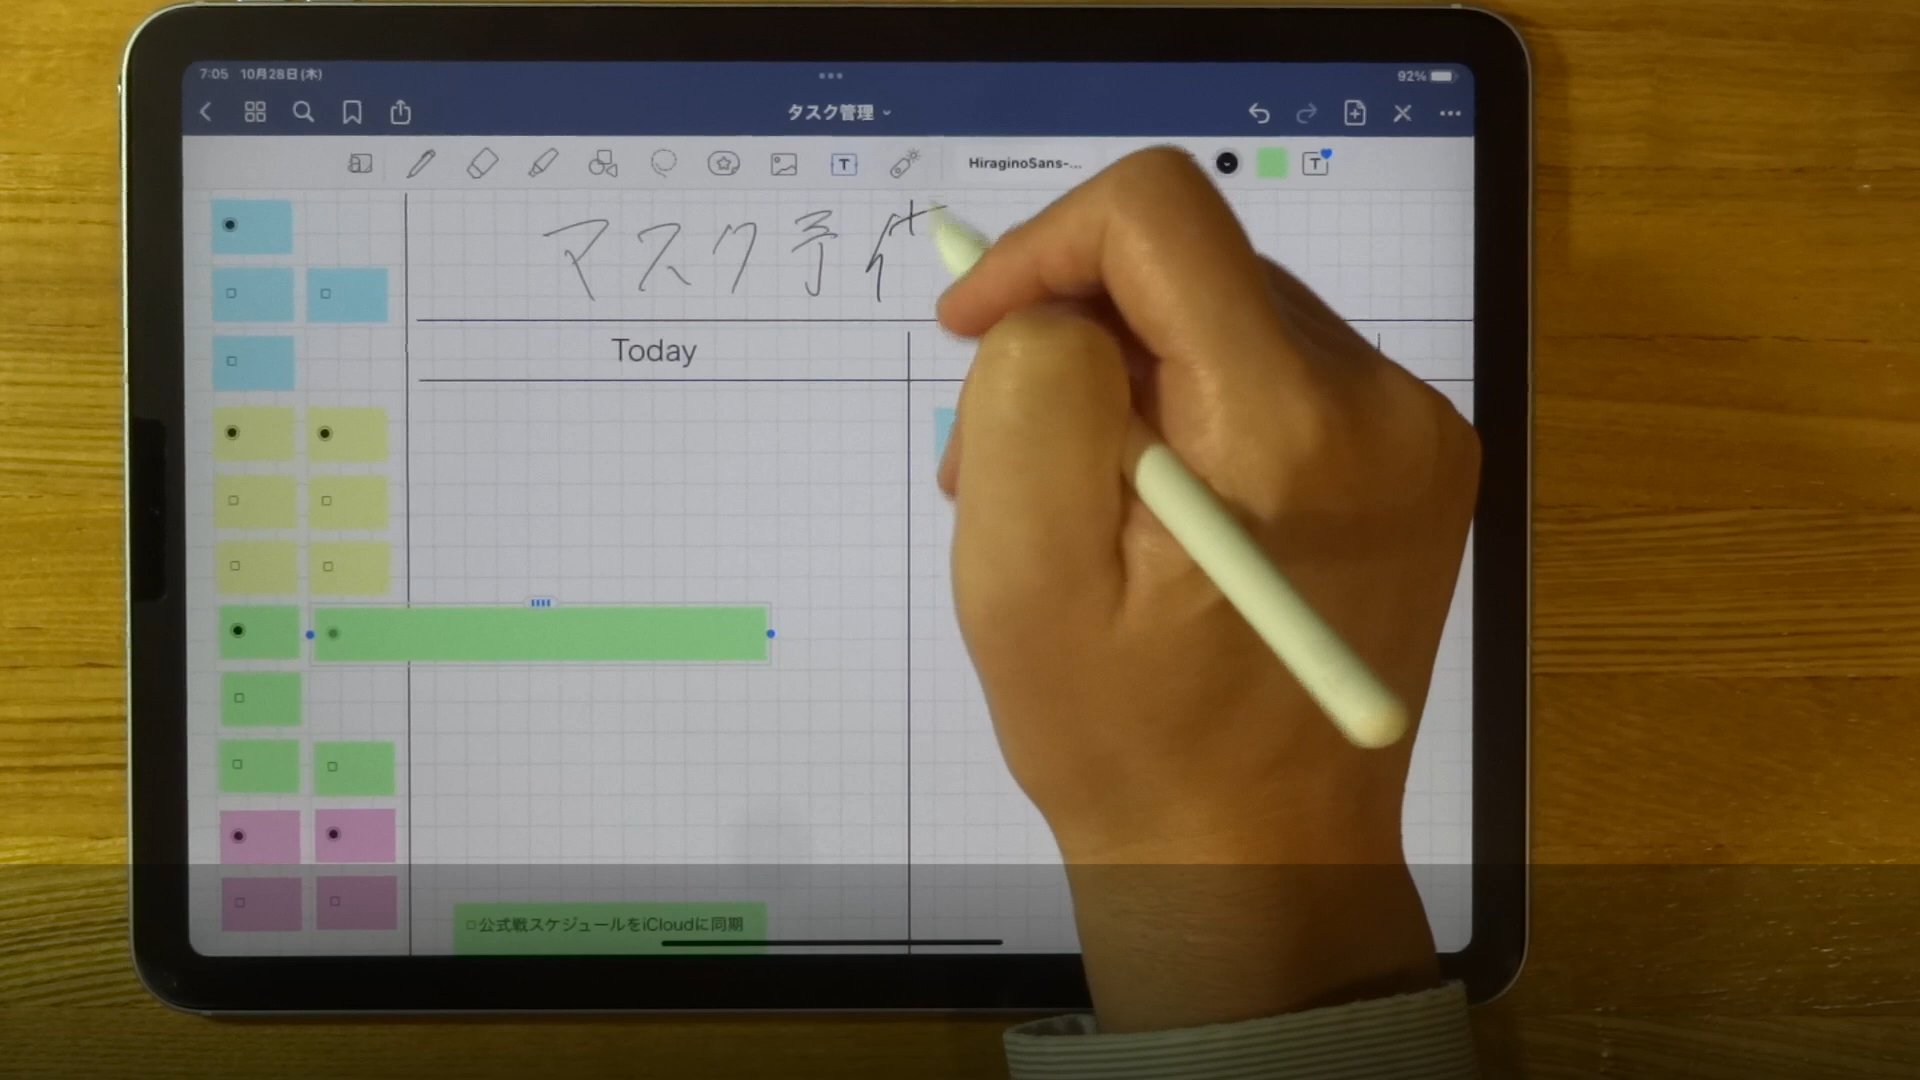 7:05 10月28日(木)
92%
タスク管理
HiraginoSans-...
マスク予備
Today
□公式戦スケジュールをiCloudに同期